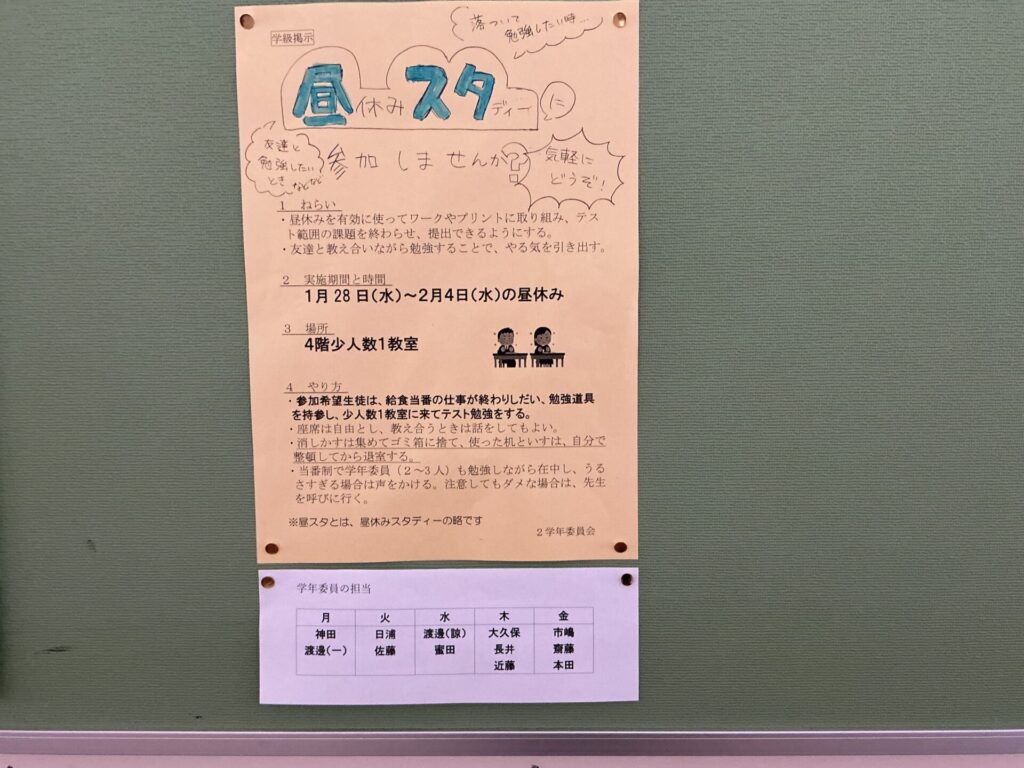 学級掲示
落ちついて
勉強したい時…
昼休みスタディーに
友達と
勉強したい
とき などなど
参加しませんか?
気軽に
どうぞ!
1 ねらい
・昼休みを有効に使ってワークやプリントに取り組み、テス
ト範囲の課題を終わらせ、提出できるようにする。
・友達と教え合いながら勉強することで、やる気を引き出す。
2 実施期間と時間
1月28日(水)~2月4日(水)の昼休み
3 場所
4階少人数1教室
4 やり方
・参加希望生徒は、給食当番の仕事が終わりしだい、勉強道具
を持参し、少人数1教室に来てテスト勉強をする。
・座席は自由とし、教え合うときは話をしてもよい。
・消しかすは集めてゴミ箱に捨て、使った机といすは、自分で
整頓してから退室する。
・当番制で学年委員(2~3人)も勉強しながら在中し、うる
さすぎる場合は声をかける。注意してもダメな場合は、先生
を呼びに行く。
※昼スタとは、昼休みスタディーの略です
2学年委員会
学年委員の担当
月 火 水 木 金
神田 日浦 渡邊(諒) 大久保 市嶋
渡邊(一) 佐藤 蜜田 長井 齋藤
近藤 本田